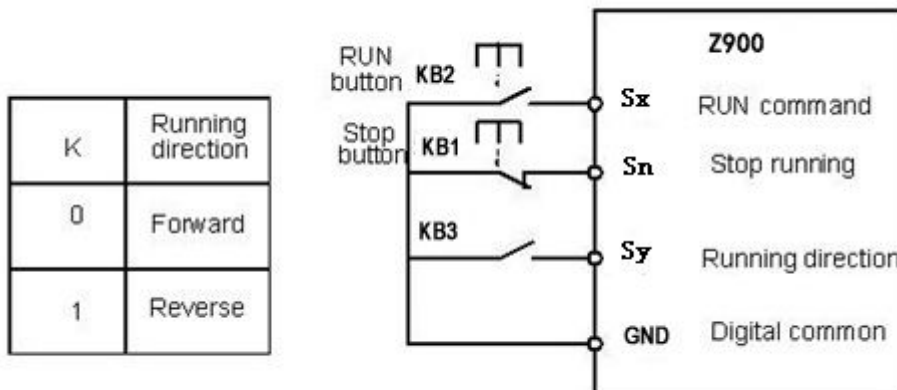 K
Running
direction
0
Forward
1
Reverse
RUN
button
KB2
Stop
button
KB1
KB3
Z900
Sx
RUN command
Sn
Stop running
Sy
Running direction
GND
Digital common